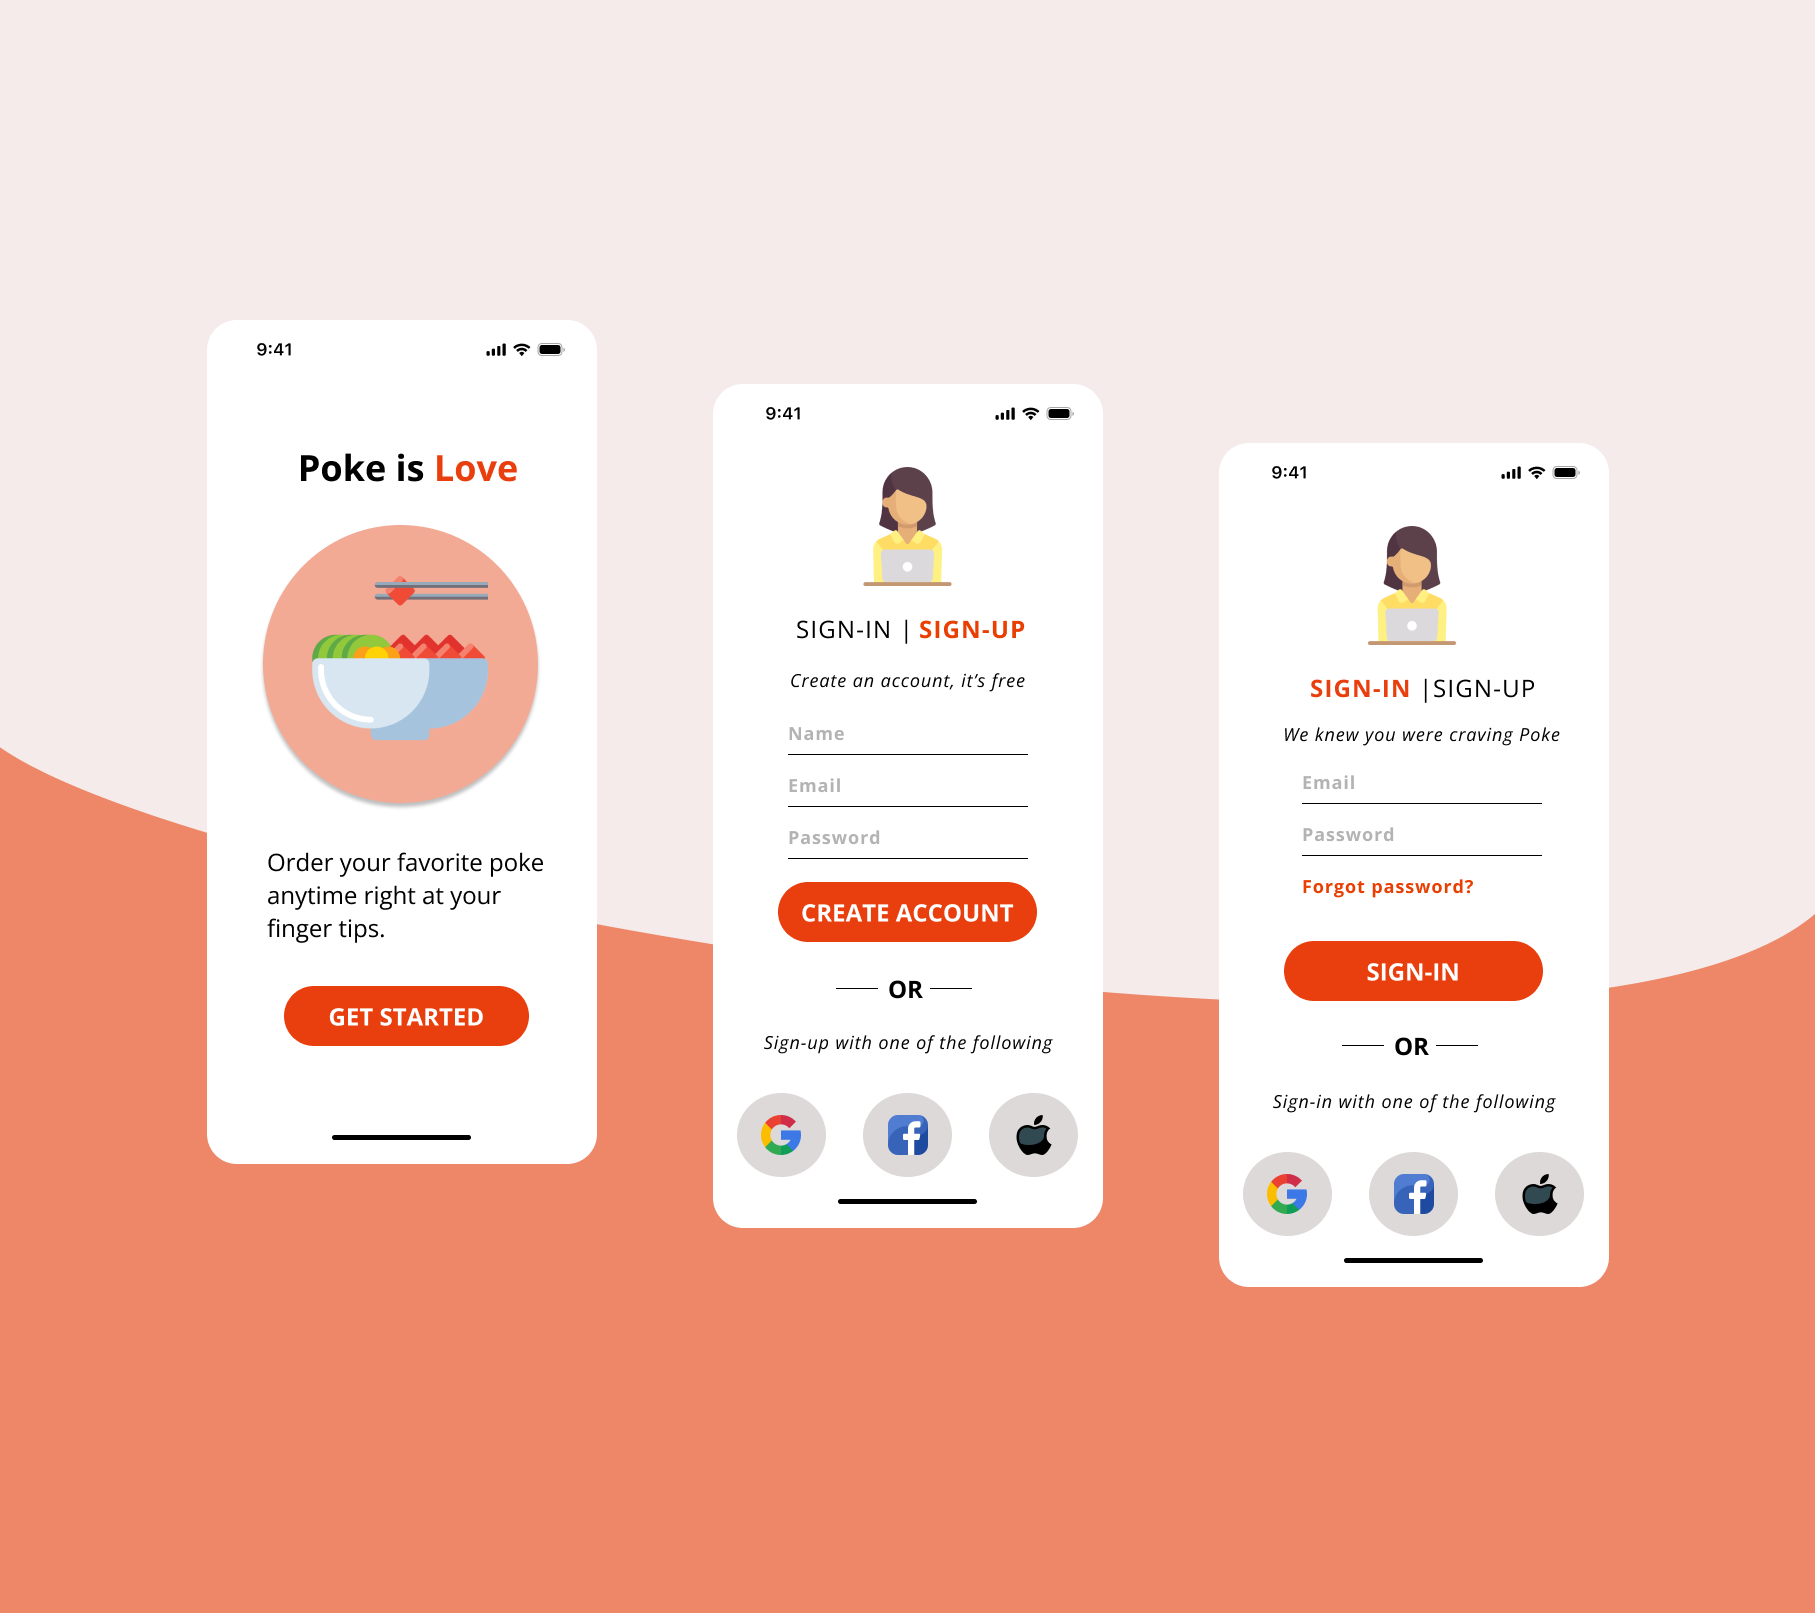 9:41
Poke is Love
Order your favorite poke
anytime right at your
finger tips.
GET STARTED
9:41
SIGN-IN | SIGN-UP
Create an account, it’s free
Name
Email
Password
CREATE ACCOUNT
OR
Sign-up with one of the following
9:41
SIGN-IN |SIGN-UP
We knew you were craving Poke
Email
Password
Forgot password?
SIGN-IN
OR
Sign-in with one of the following